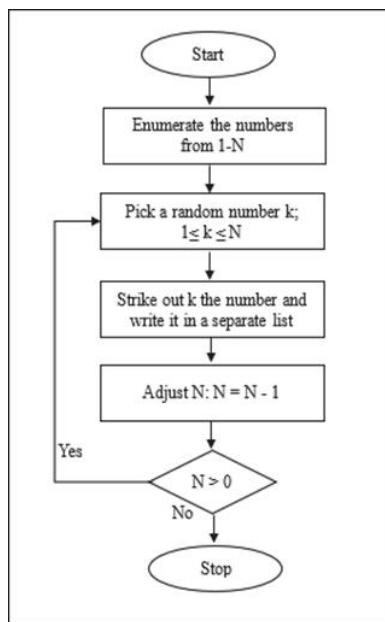 Start
Enumerate the numbers
from 1-N
Pick a random number k;
1≤ k ≤ N
Strike out k the number and
write it in a separate list
Adjust N: N = N - 1
Yes
N > 0
No
Stop